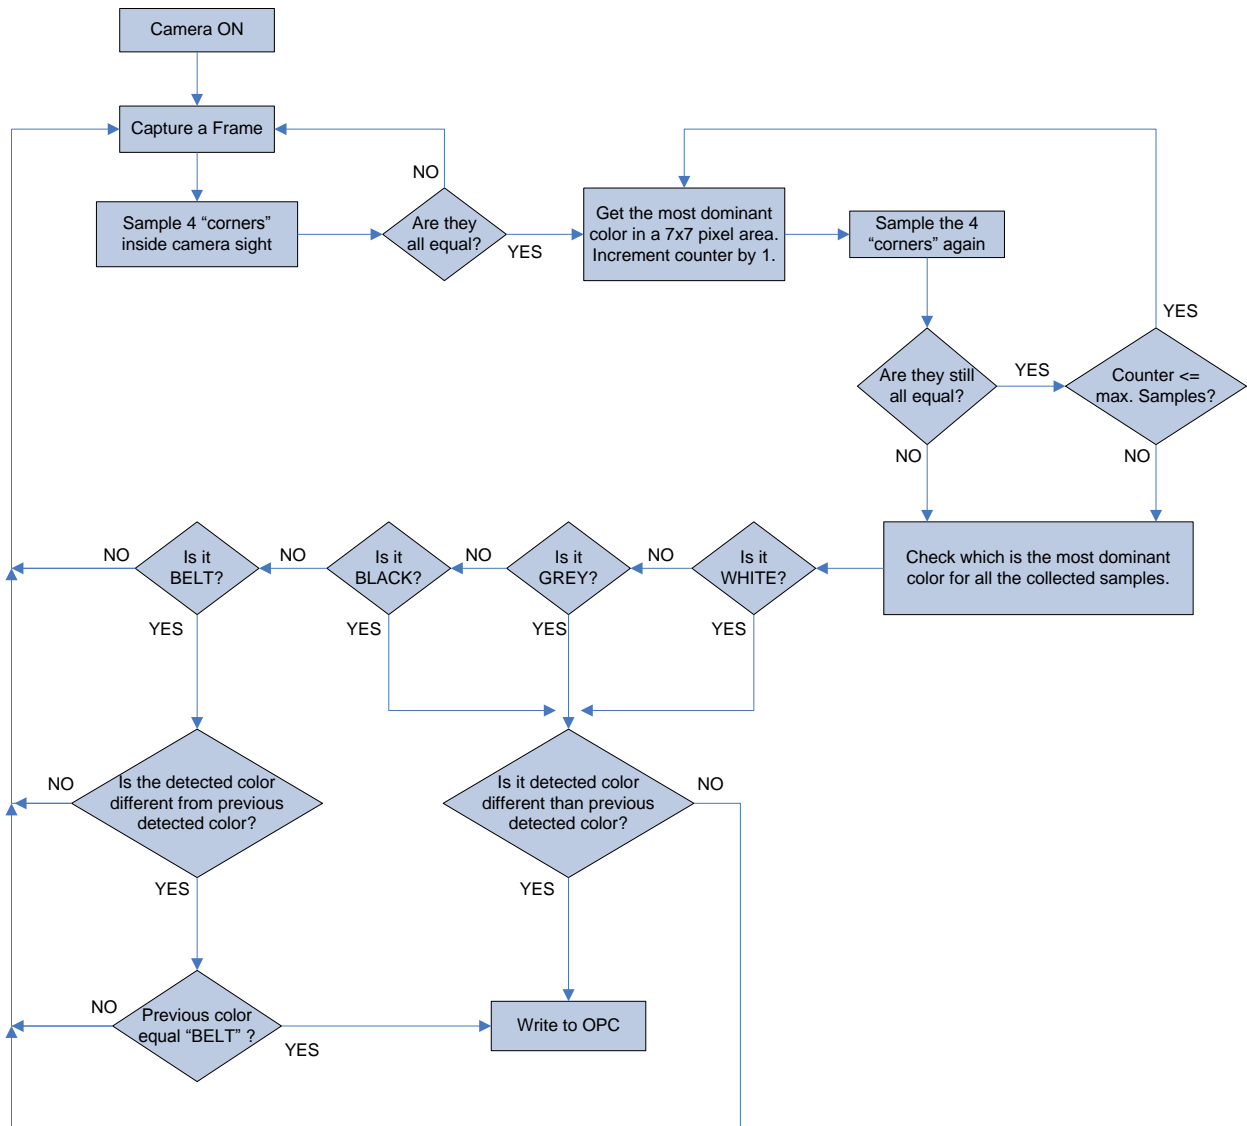 Camera ON
Capture a Frame
NO
Sample 4 “corners”
inside camera sight
Are they
all equal?
YES
Get the most dominant
color in a 7x7 pixel area.
Increment counter by 1.
Sample the 4
“corners” again
YES
Are they still
all equal?
YES
Counter <=
max. Samples?
NO
NO
Check which is the most dominant
color for all the collected samples.
Is it
WHITE?
NO
YES
Is it
GREY?
NO
YES
Is it
BLACK?
NO
YES
Is it
BELT?
NO
YES
Is the detected color
different from previous
detected color?
NO
YES
Is it detected color
different than previous
detected color?
NO
YES
Previous color
equal “BELT” ?
NO
YES
Write to OPC